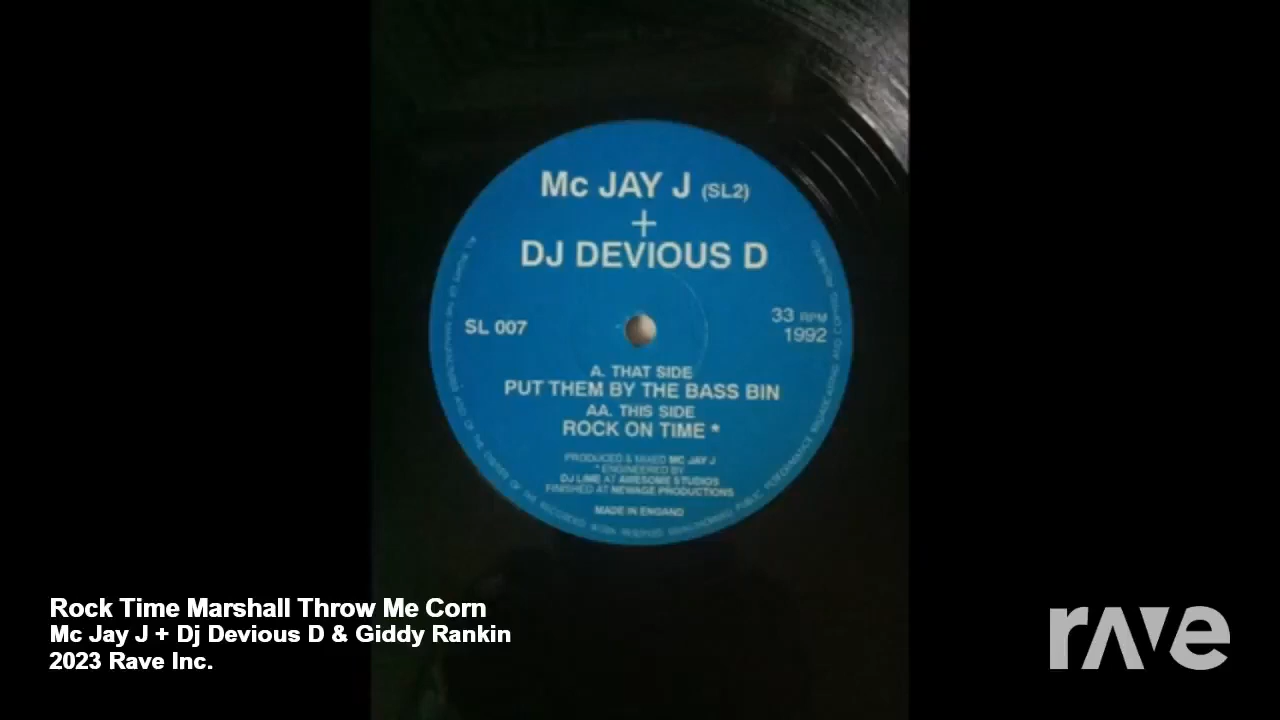 Mc JAY J (SL2)
+
DJ DEVIOUS D
SL 007
33 RPM
1992
A. THAT SIDE
PUT THEM BY THE BASS BIN
AA. THIS SIDE
ROCK ON TIME *
PRODUCED & MIXED MC JAY J
* ENGINEERED BY
DJ LIME AT AWESOME STUDIOS
FINISHED AT NEWAGE PRODUCTIONS
MADE IN ENGAND
Rock Time Marshall Throw Me Corn
Mc Jay J + Dj Devious D & Giddy Rankin
2023 Rave Inc.
rave